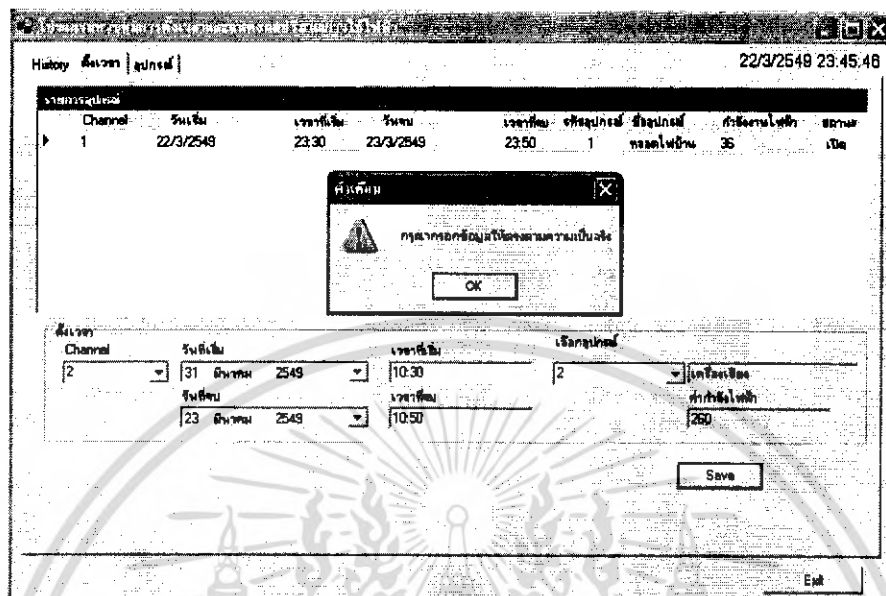 22/3/2549 23:45:46
History ตั้งเวลา อุปกรณ์
รายการอุปกรณ์
Channel วันเริ่ม เวลาที่เริ่ม วันจบ เวลาที่จบ รหัสอุปกรณ์ ชื่ออุปกรณ์ กำลังงานไฟฟ้า สถานะ
1 22/3/2549 23:30 23/3/2549 23:50 1 หลอดไฟบ้าน 36 เปิด
คำเตือน
กรุณากรอกข้อมูลให้ตรงตามความเป็นจริง
OK
ตั้งเวลา
Channel วันที่เริ่ม เวลาที่เริ่ม เลือกอุปกรณ์
2 31 มีนาคม 2549 10:30 2 เครื่องเสียง
วันที่จบ เวลาที่จบ ค่ากำลังไฟฟ้า
23 มีนาคม 2549 10:50 260
Save
Exit